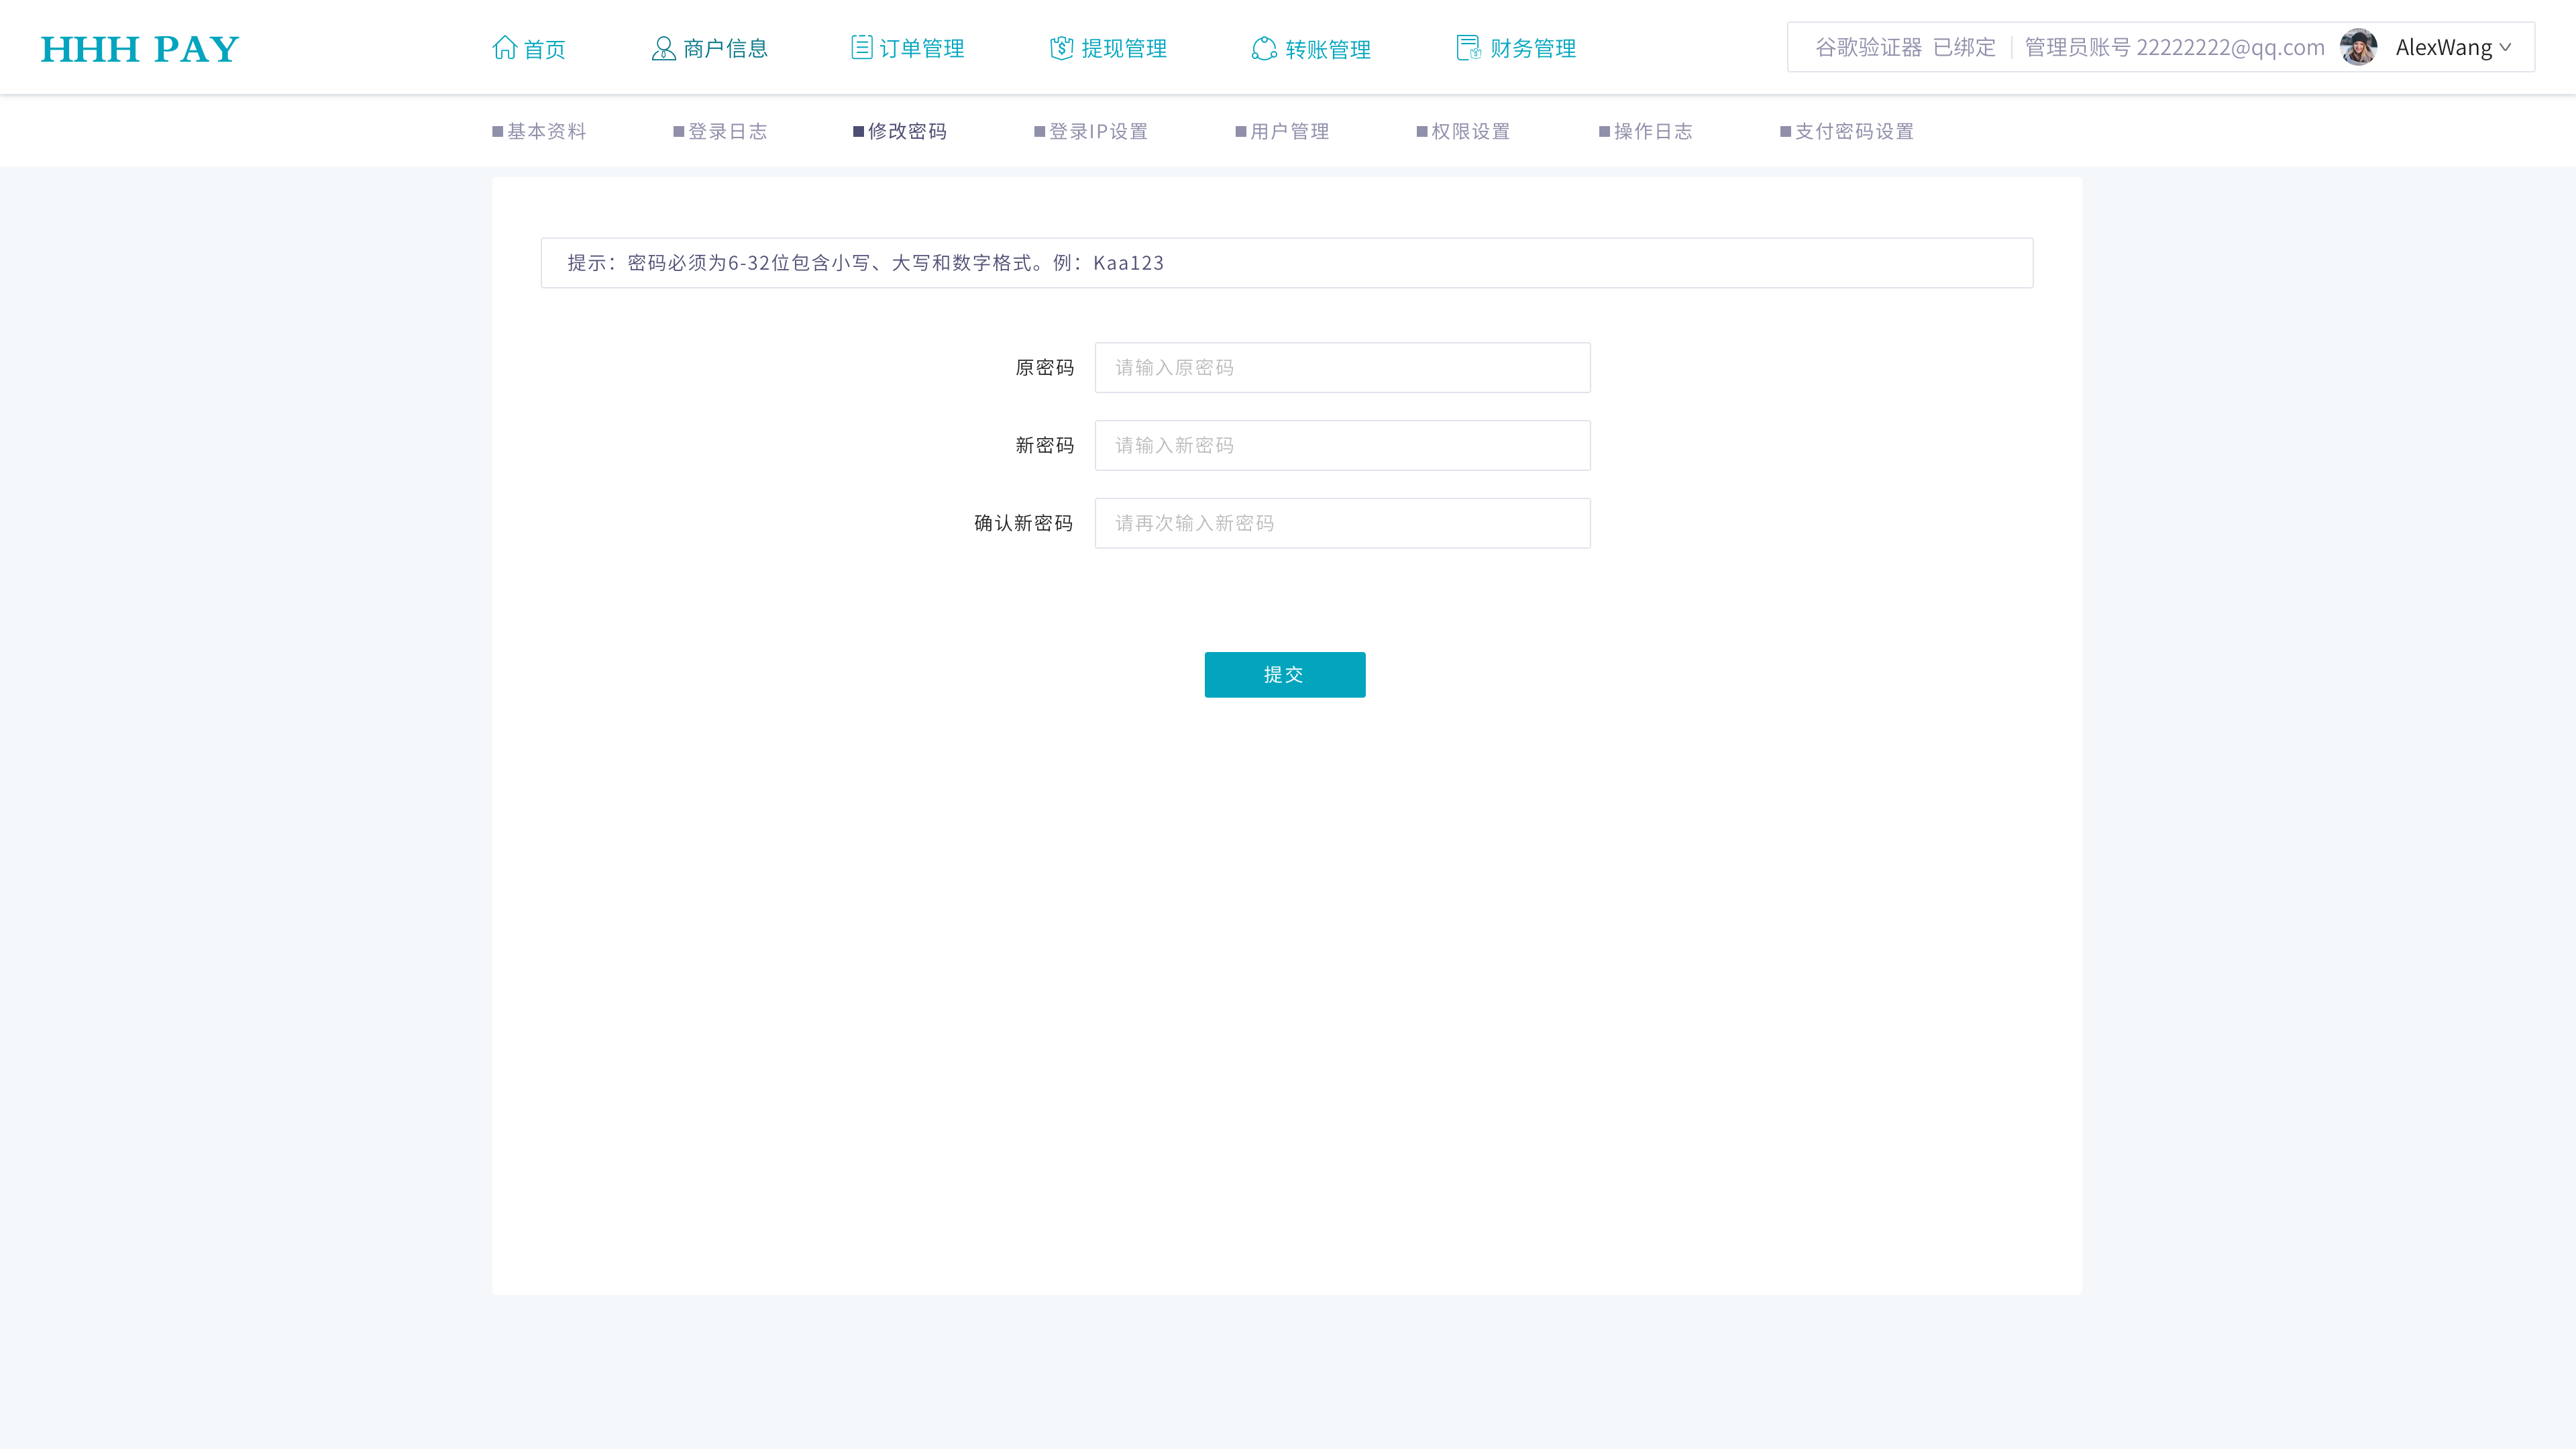 HHH PAY
首页
商户信息
订单管理
提现管理
转账管理
财务管理
谷歌验证器 已绑定
管理员账号 22222222@qq.com
AlexWang
基本资料
登录日志
修改密码
登录IP设置
用户管理
权限设置
操作日志
支付密码设置
提示：密码必须为6-32位包含小写、大写和数字格式。例：Kaa123
原密码 请输入原密码
新密码 请输入新密码
确认新密码 请再次输入新密码
提交